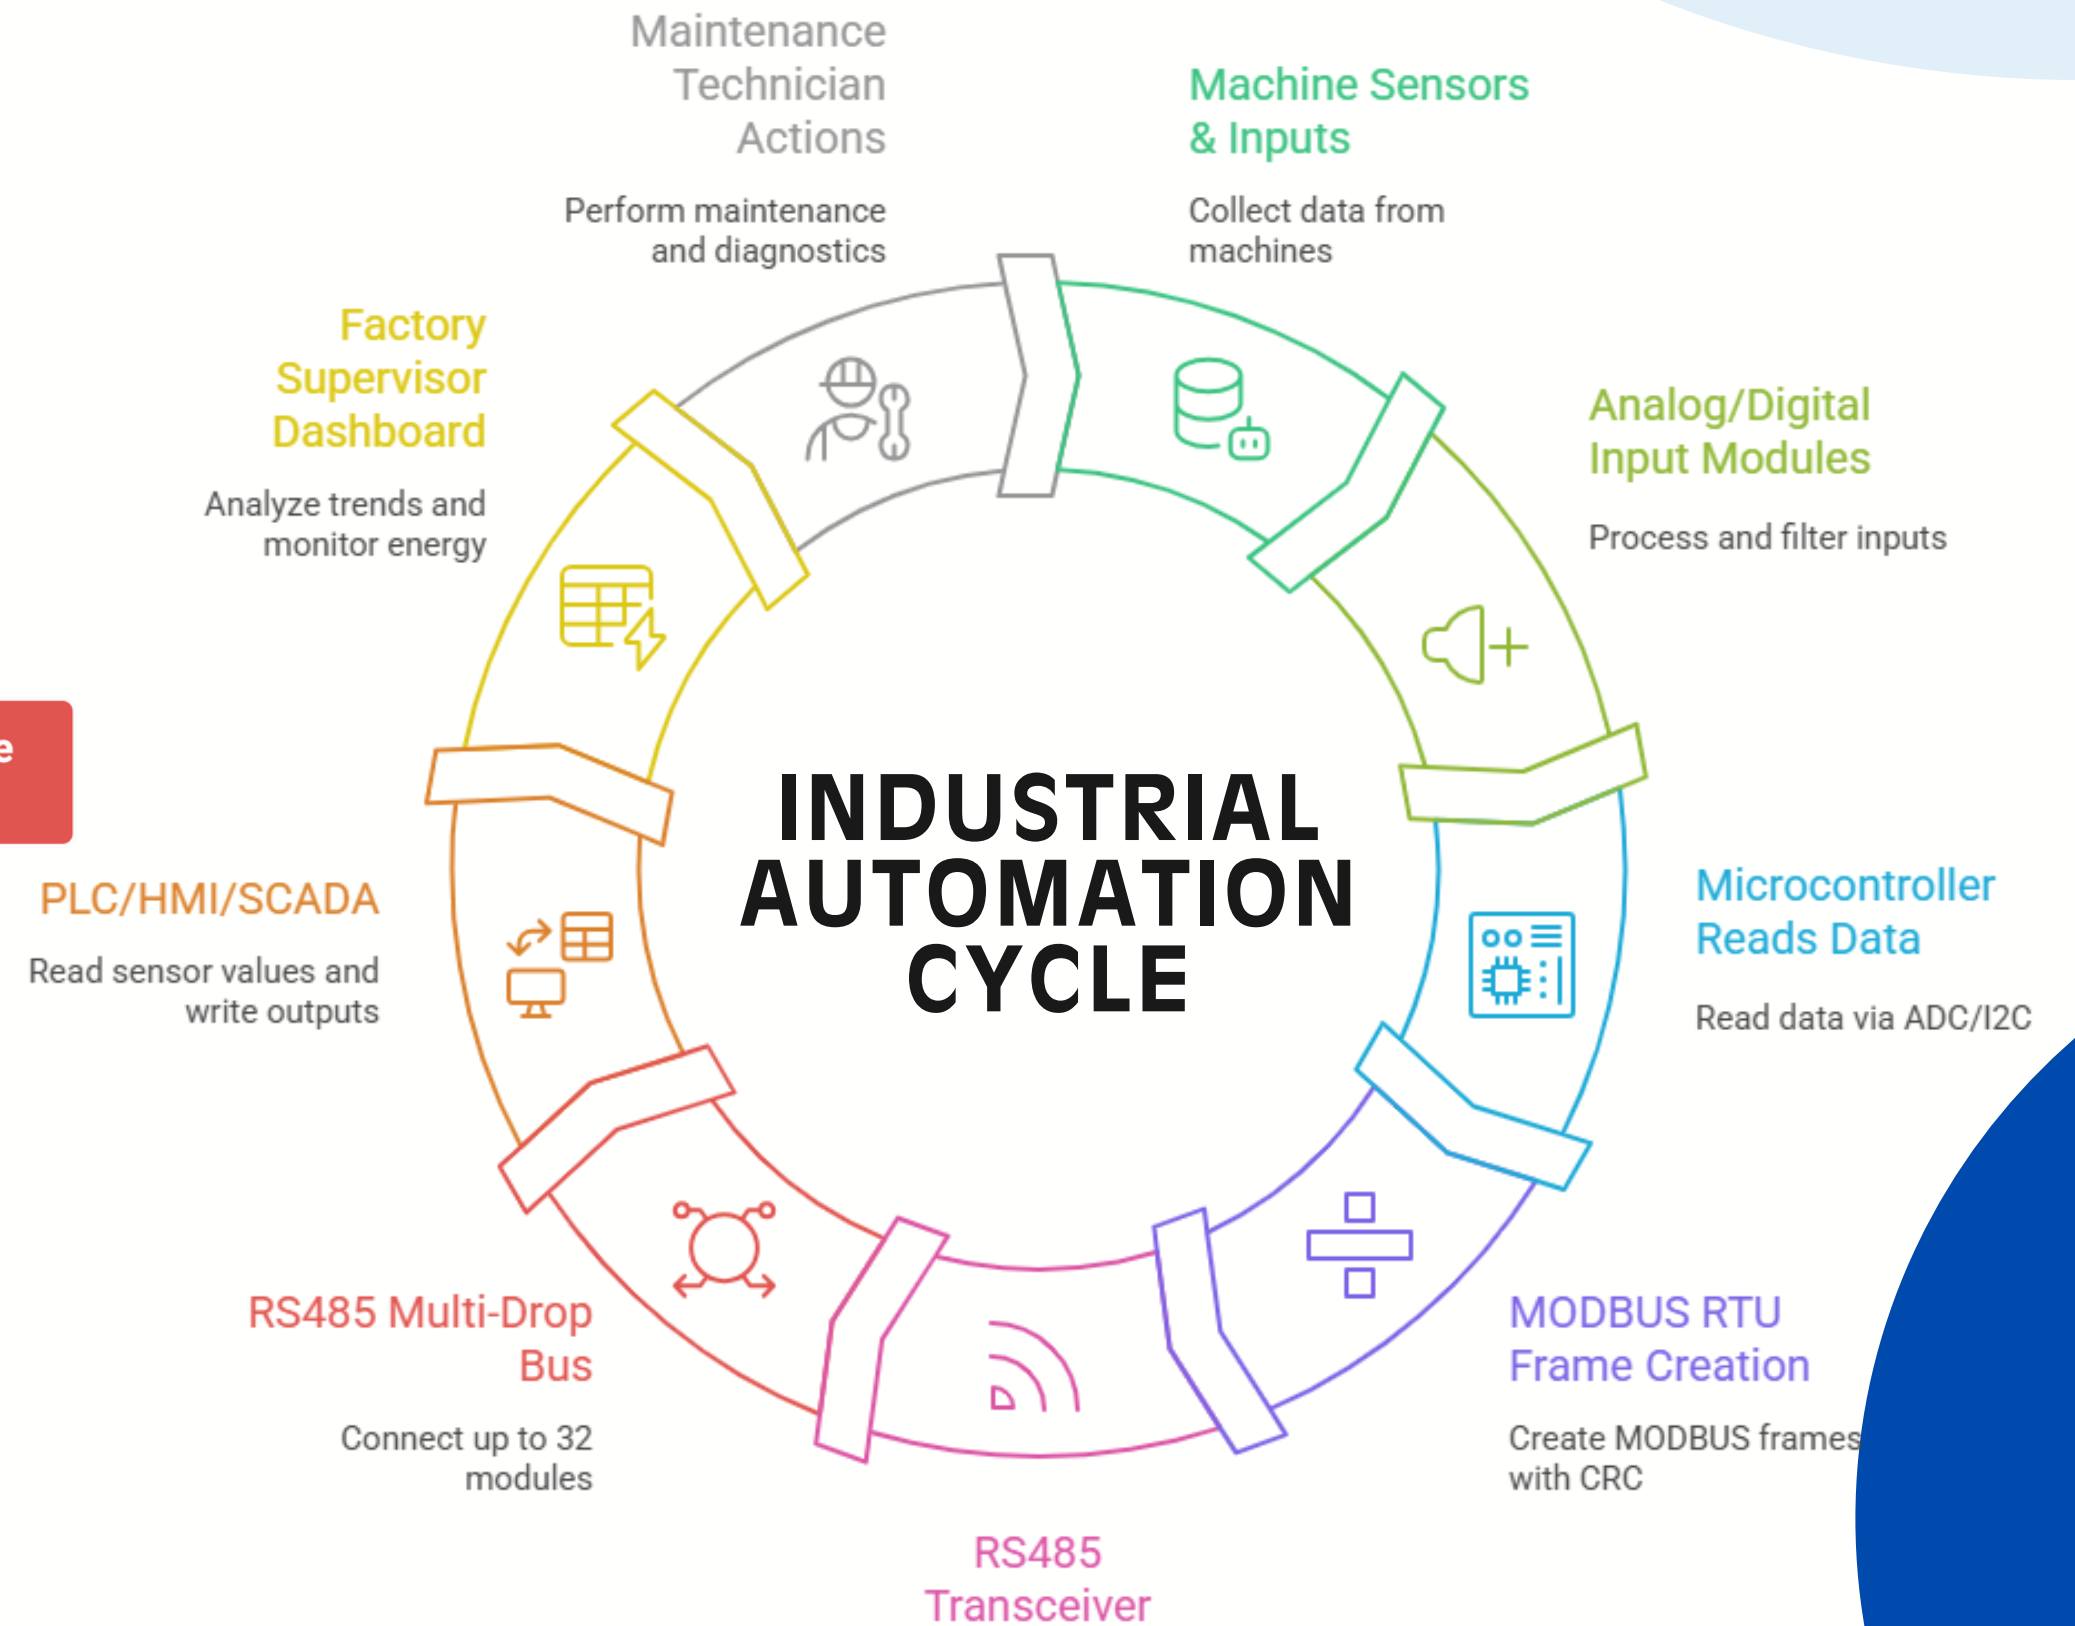 Maintenance
Technician
Actions
Perform maintenance
and diagnostics
Machine Sensors
& Inputs
Collect data from
machines
Analog/Digital
Input Modules
Process and filter inputs
Microcontroller
Reads Data
Read data via ADC/I2C
MODBUS RTU
Frame Creation
Create MODBUS frames
with CRC
RS485
Transceiver
RS485 Multi-Drop
Bus
Connect up to 32
modules
PLC/HMI/SCADA
Read sensor values and
write outputs
Factory
Supervisor
Dashboard
Analyze trends and
monitor energy
INDUSTRIAL
AUTOMATION
CYCLE